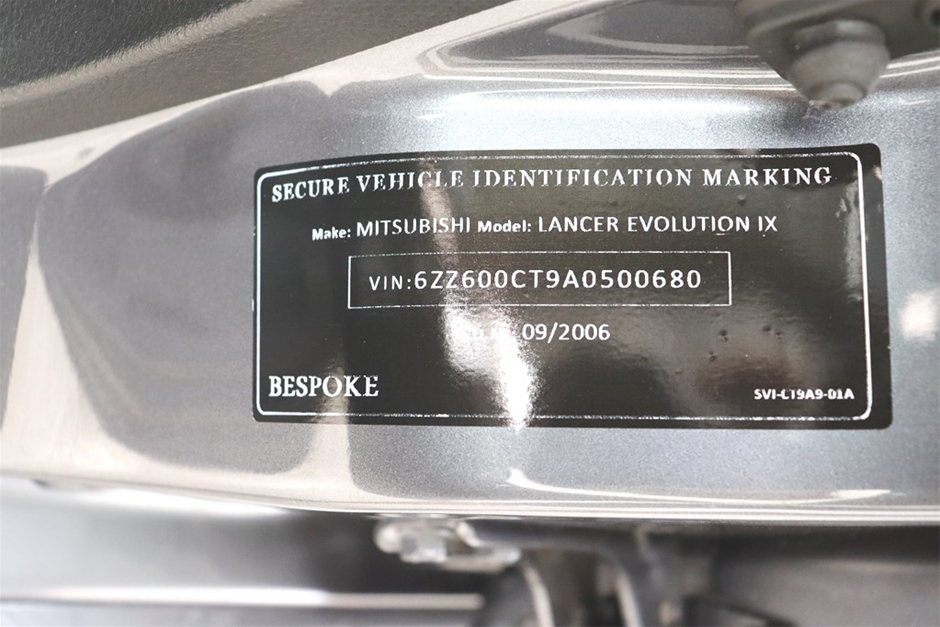 SECURE VEHICLE IDENTIFICATION MARKING
Make: MITSUBISHI Model: LANCER EVOLUTION IX
VIN:6ZZ600CT9A0500680
09/2006
BESPOKE
SVI-CT9A9-01A